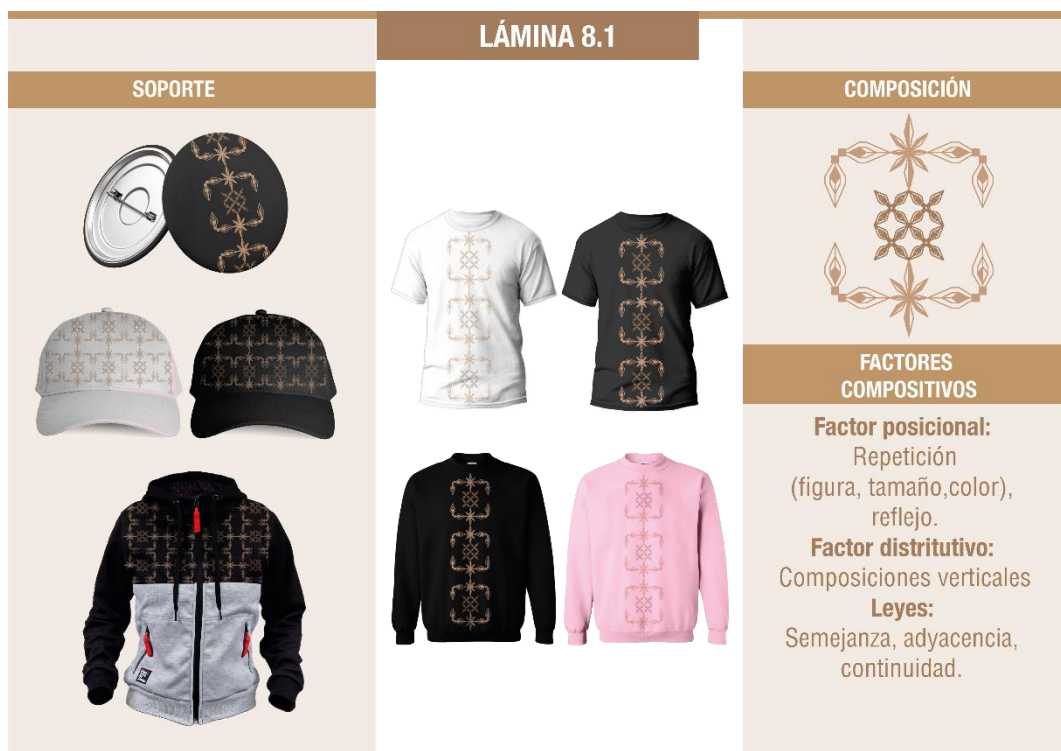 LÁMINA 8.1
SOPORTE
COMPOSICIÓN
FACTORES
COMPOSITIVOS
Factor posicional:
Repetición
(figura, tamaño,color),
reflejo.
Factor distritutivo:
Composiciones verticales
Leyes:
Semejanza, adyacencia,
continuidad.